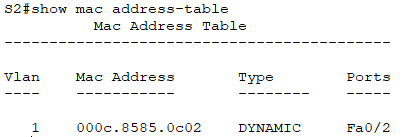 S2#show mac address-table
Mac Address Table
-------------------------------------------
Vlan Mac Address Type Ports
---- ----------- -------- -----
1 000c.8585.0c02 DYNAMIC Fa0/2